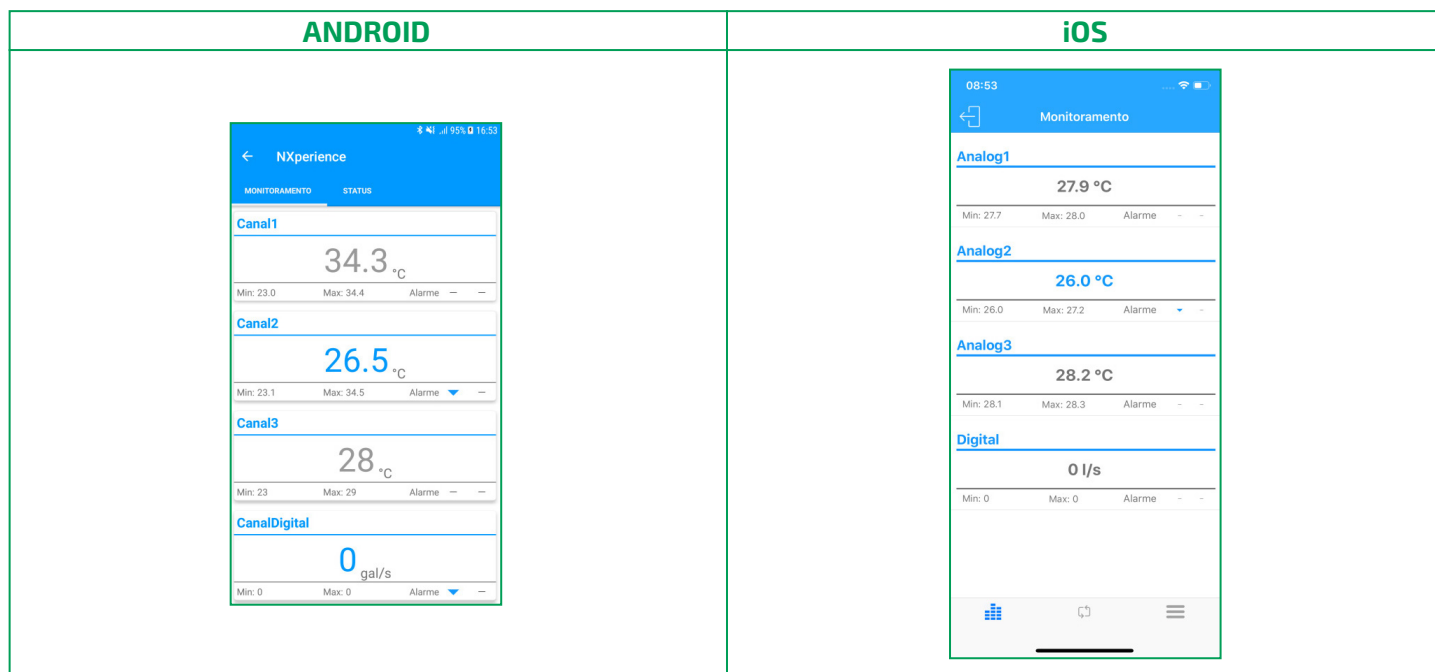 ANDROID
95% 16:53
NXperience
MONITORAMENTO STATUS
Canal1
34.3 °C
Min: 23.0 Max: 34.4 Alarme – –
Canal2
26.5 °C
Min: 23.1 Max: 34.5 Alarme –
Canal3
28 °C
Min: 23 Max: 29 Alarme – –
CanalDigital
0 gal/s
Min: 0 Max: 0 Alarme –
iOS
08:53
Monitoramento
Analog1
27.9 °C
Min: 27.7 Max: 28.0 Alarme - -
Analog2
26.0 °C
Min: 26.0 Max: 27.2 Alarme -
Analog3
28.2 °C
Min: 28.1 Max: 28.3 Alarme - -
Digital
0 l/s
Min: 0 Max: 0 Alarme - -